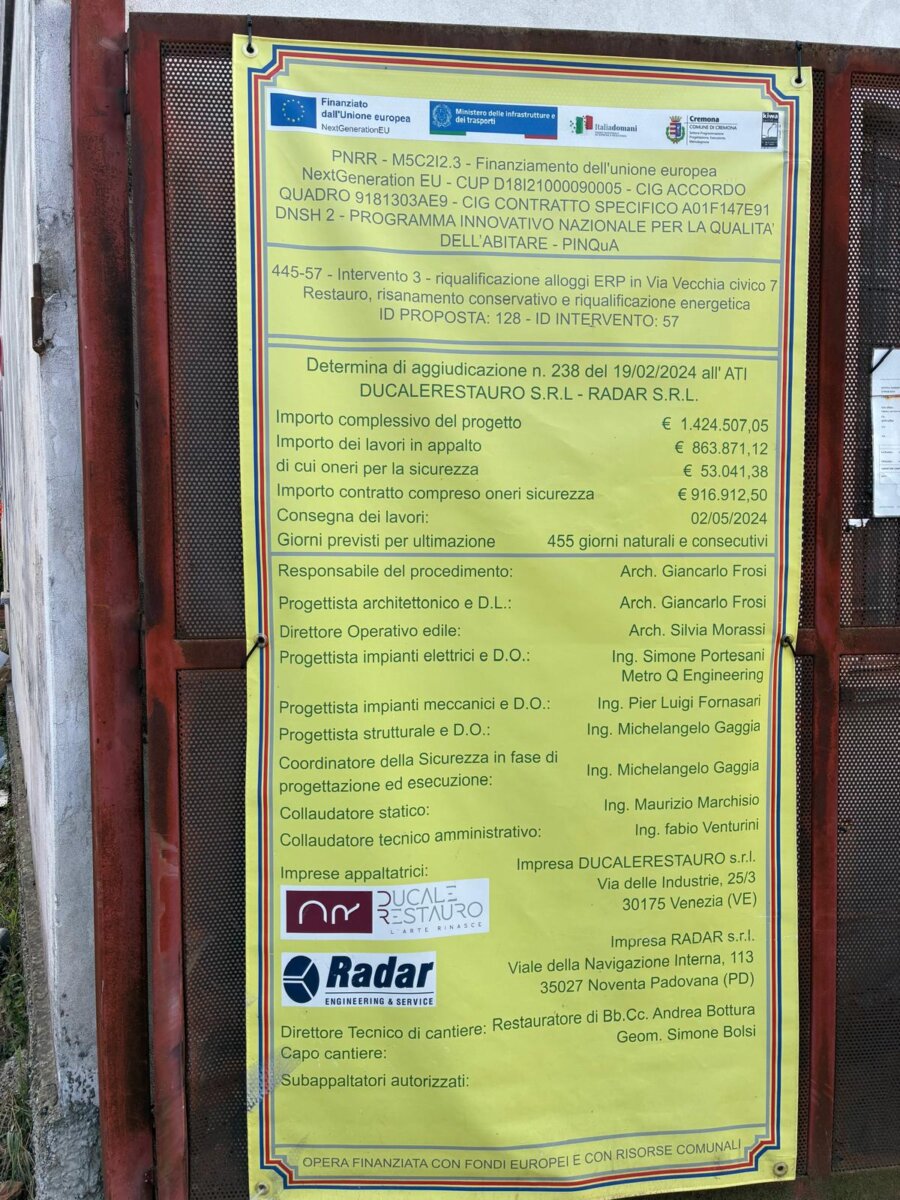 Finanziato
dall'Unione europea
NextGenerationEU
Ministero delle Infrastrutture e
dei trasporti
Italiadomani
Cremona
COMUNE DI CREMONA
kiwa
PNRR - M5C2I2.3 - Finanziamento dell'unione europea
NextGeneration EU - CUP D18I21000090005 - CIG ACCORDO
QUADRO 9181303AE9 - CIG CONTRATTO SPECIFICO A01F147E91
DNSH 2 - PROGRAMMA INNOVATIVO NAZIONALE PER LA QUALITA'
DELL'ABITARE - PINQuA
445-57 - Intervento 3 - riqualificazione alloggi ERP in Via Vecchia civico 7
Restauro, risanamento conservativo e riqualificazione energetica
ID PROPOSTA: 128 - ID INTERVENTO: 57
Determina di aggiudicazione n. 238 del 19/02/2024 all' ATI
DUCALERESTAURO S.R.L - RADAR S.R.L.
Importo complessivo del progetto € 1.424.507,05
Importo dei lavori in appalto € 863.871,12
di cui oneri per la sicurezza € 53.041,38
Importo contratto compreso oneri sicurezza € 916.912,50
Consegna dei lavori: 02/05/2024
Giorni previsti per ultimazione 455 giorni naturali e consecutivi
Responsabile del procedimento: Arch. Giancarlo Frosi
Progettista architettonico e D.L.: Arch. Giancarlo Frosi
Direttore Operativo edile: Arch. Silvia Morassi
Progettista impianti elettrici e D.O.: Ing. Simone Portesani
Metro Q Engineering
Progettista impianti meccanici e D.O.: Ing. Pier Luigi Fornasari
Progettista strutturale e D.O.: Ing. Michelangelo Gaggia
Coordinatore della Sicurezza in fase di
progettazione ed esecuzione: Ing. Michelangelo Gaggia
Collaudatore statico: Ing. Maurizio Marchisio
Collaudatore tecnico amministrativo: Ing. fabio Venturini
Imprese appaltatrici: Impresa DUCALERESTAURO s.r.l.
Via delle Industrie, 25/3
30175 Venezia (VE)
DUCALE
RESTAURO
L'ARTE RINASCE
Impresa RADAR s.r.l.
Viale della Navigazione Interna, 113
35027 Noventa Padovana (PD)
Radar
ENGINEERING & SERVICE
Direttore Tecnico di cantiere: Restauratore di Bb.Cc. Andrea Bottura
Capo cantiere: Geom. Simone Bolsi
Subappaltatori autorizzati:
OPERA FINANZIATA CON FONDI EUROPEI E CON RISORSE COMUNALI